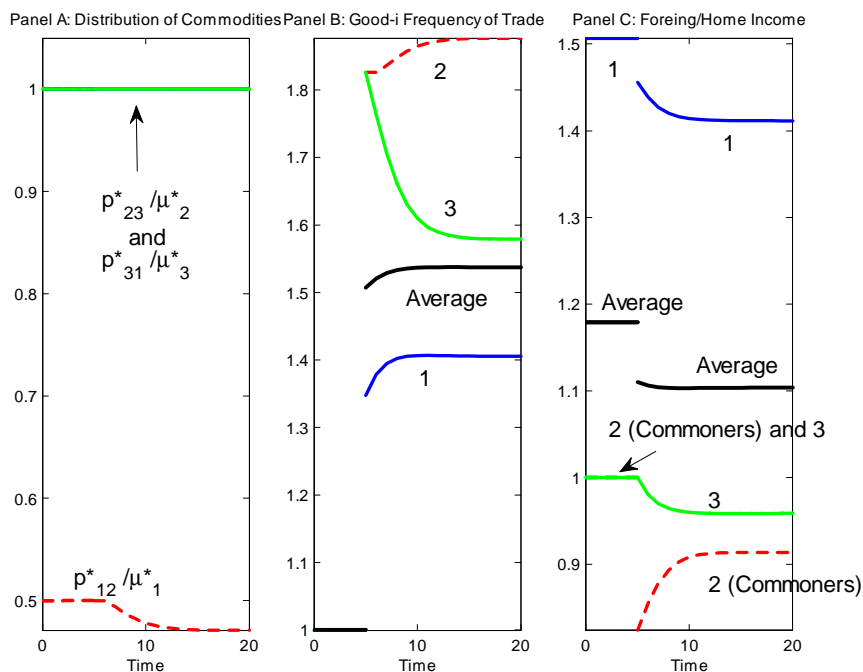 Panel A: Distribution of Commodities
1
0.9
0.8
0.7
0.6
0.5
p*23/μ*2
and
p*31/μ*3
p*12/μ*1
0
10
20
Time
Panel B: Good-i Frequency of Trade
1.8
1.7
1.6
1.5
1.4
1.3
1.2
1.1
1
2
3
Average
1
0
10
20
Time
Panel C: Foreing/Home Income
1.5
1.4
1.3
1.2
1.1
1
0.9
1
1
Average
Average
2 (Commoners) and 3
3
2 (Commoners)
0
10
20
Time